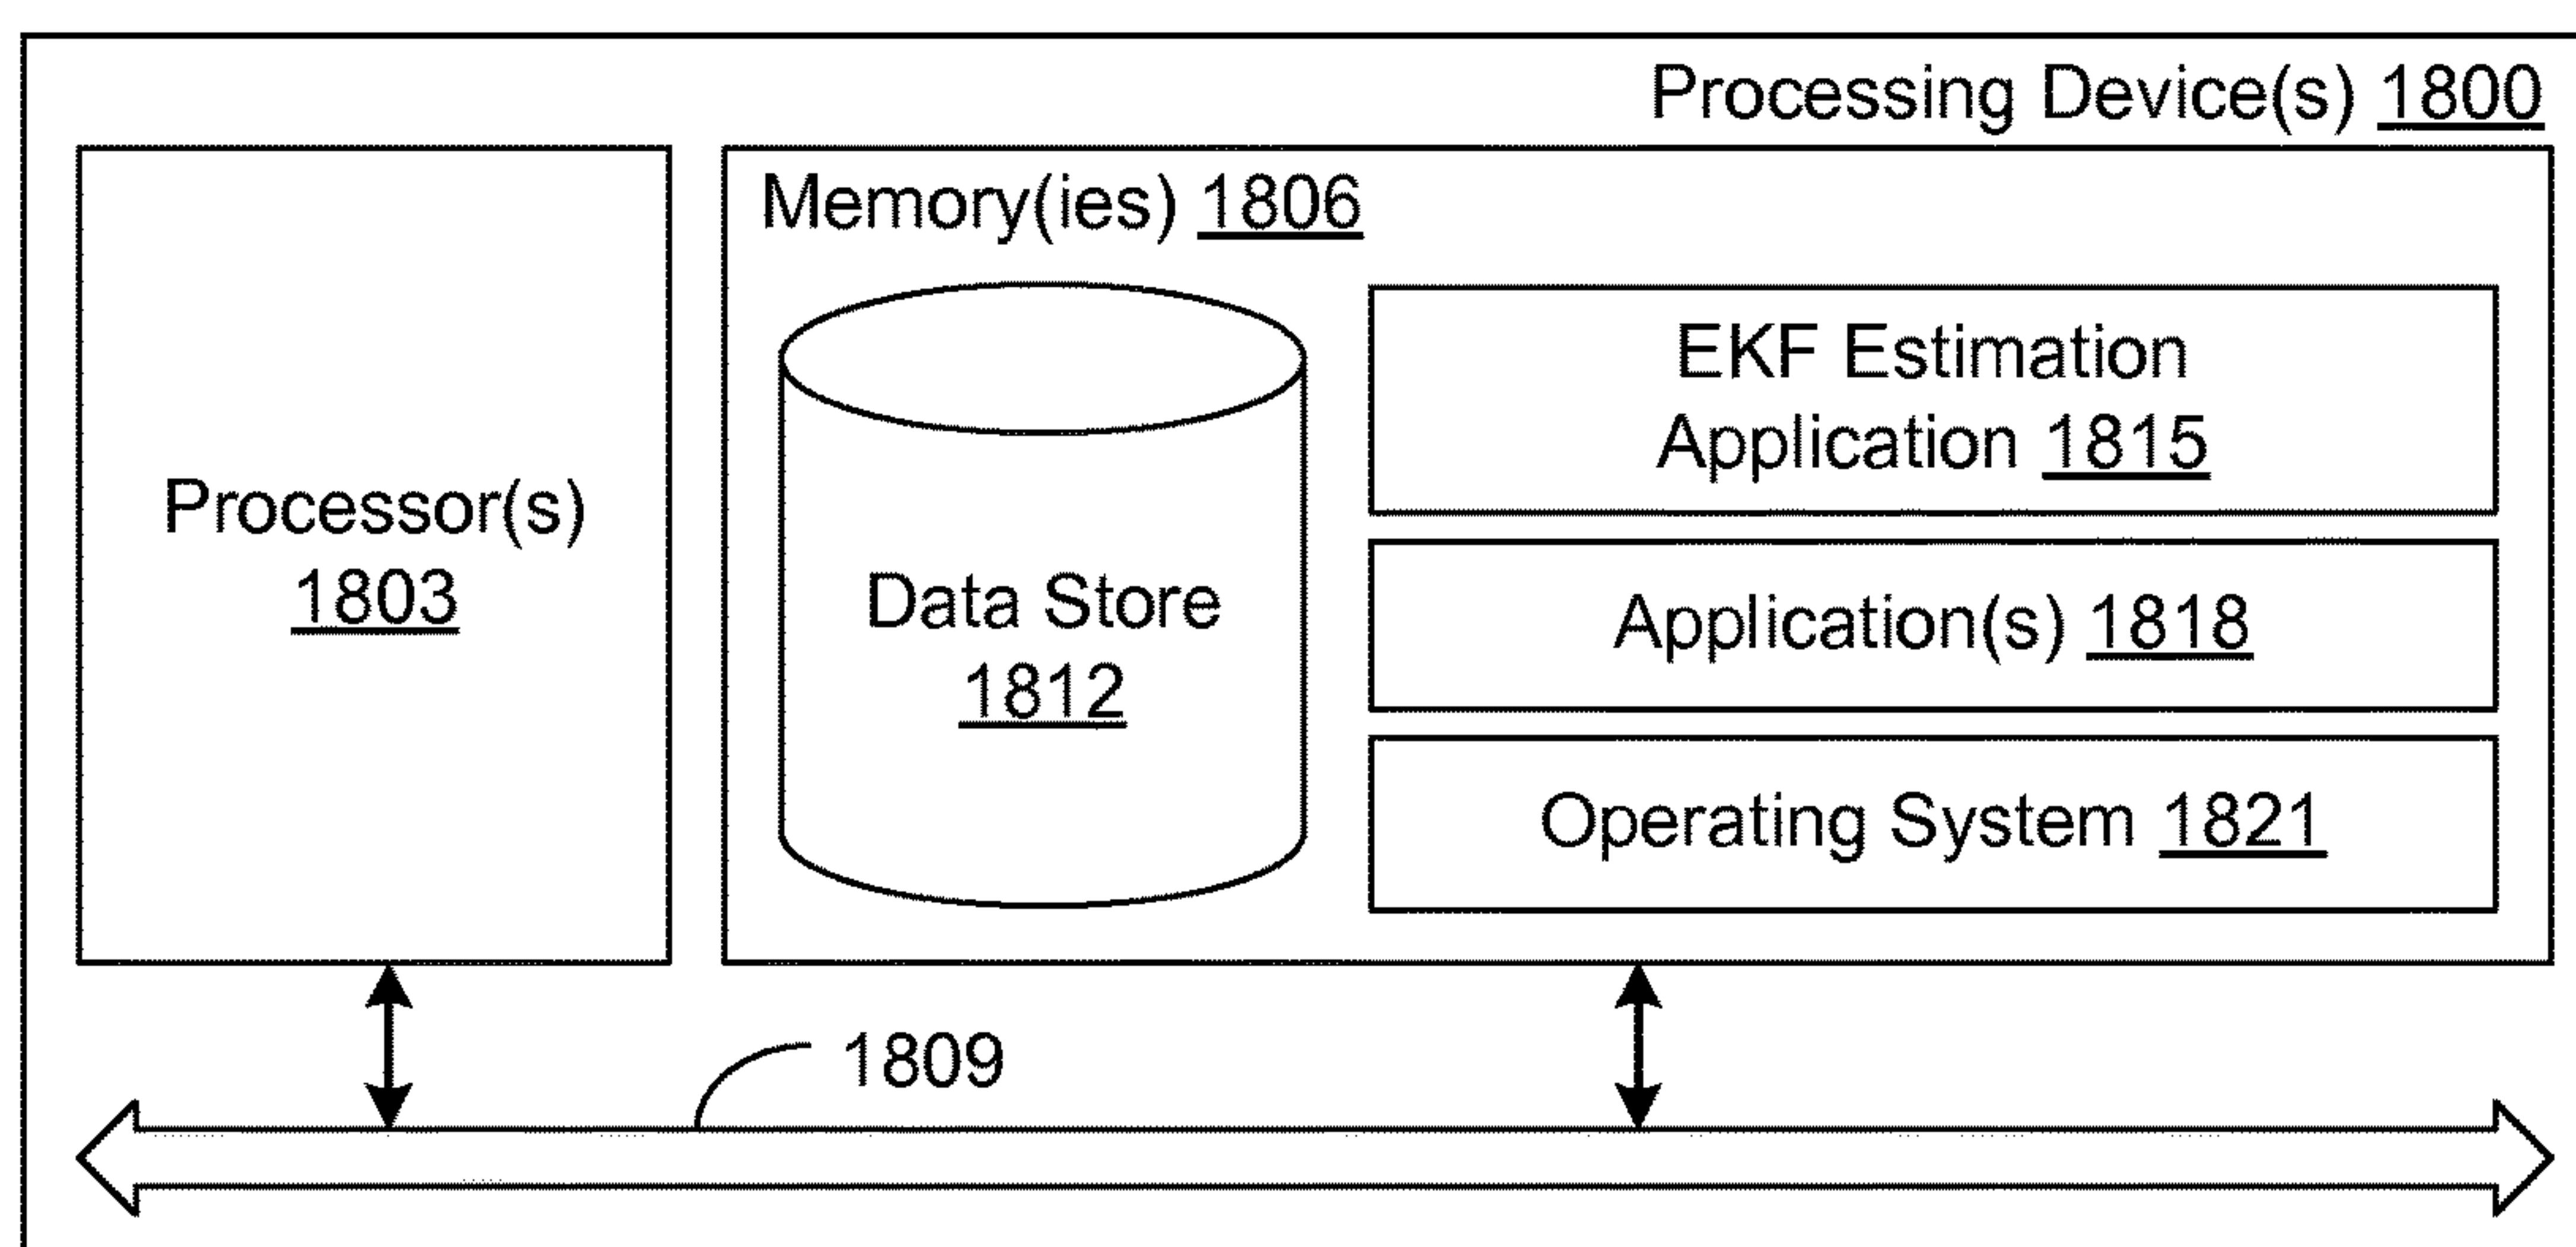 Processing Device(s) 1800
Memory(ies) 1806
Processor(s)
1803
Data Store
1812
EKF Estimation
Application 1815
Application(s) 1818
Operating System 1821
1809